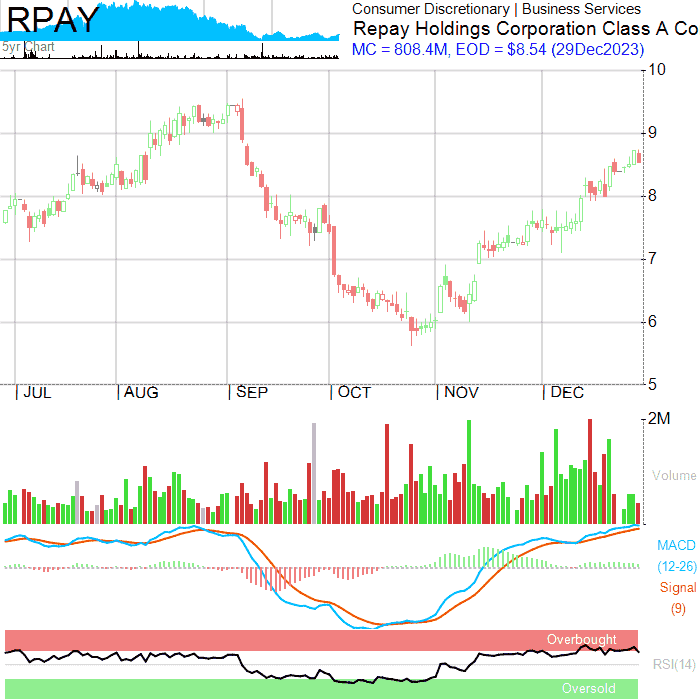 RPAY
5yr Chart
Consumer Discretionary | Business Services
Repay Holdings Corporation Class A Co
MC = 808.4M, EOD = $8.54 (29Dec2023)
10
9
8
7
6
5
| JUL | AUG | SEP | OCT | NOV | DEC
2M
Volume
MACD
(12-26)
Signal
(9)
Overbought
RSI(14)
Oversold